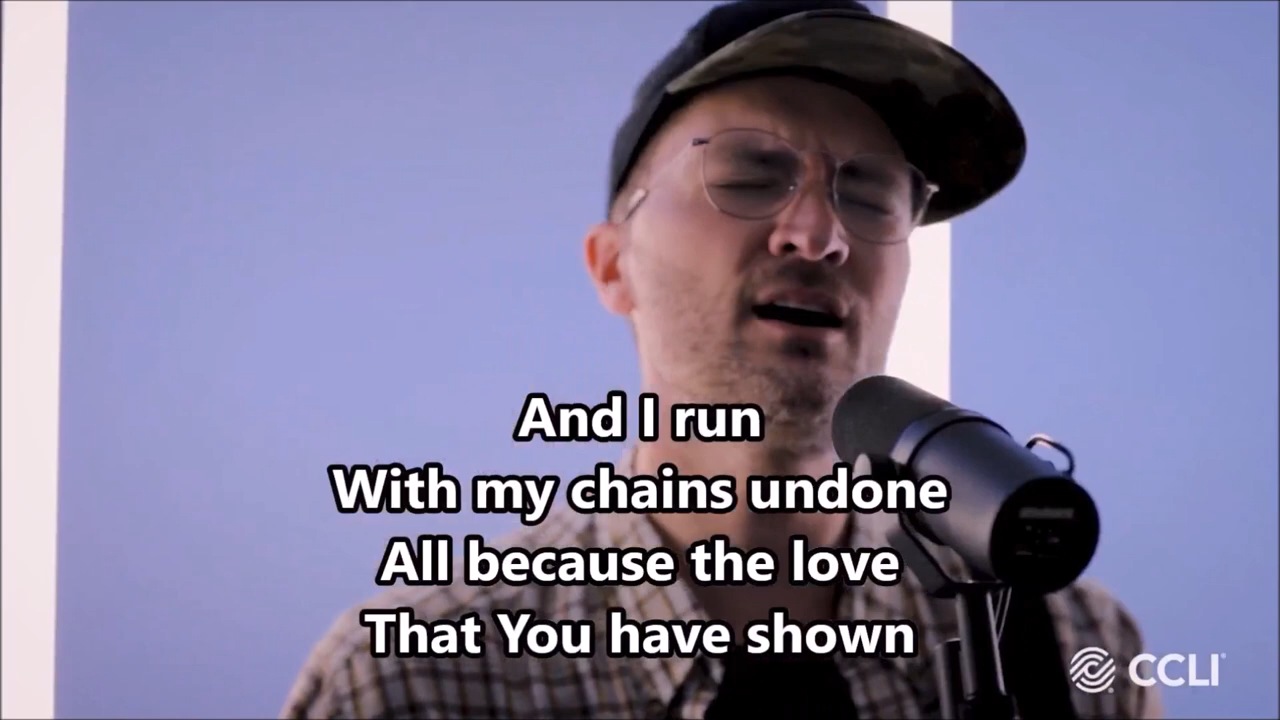 And I run
With my chains undone
All because the love
That You have shown
CCLI